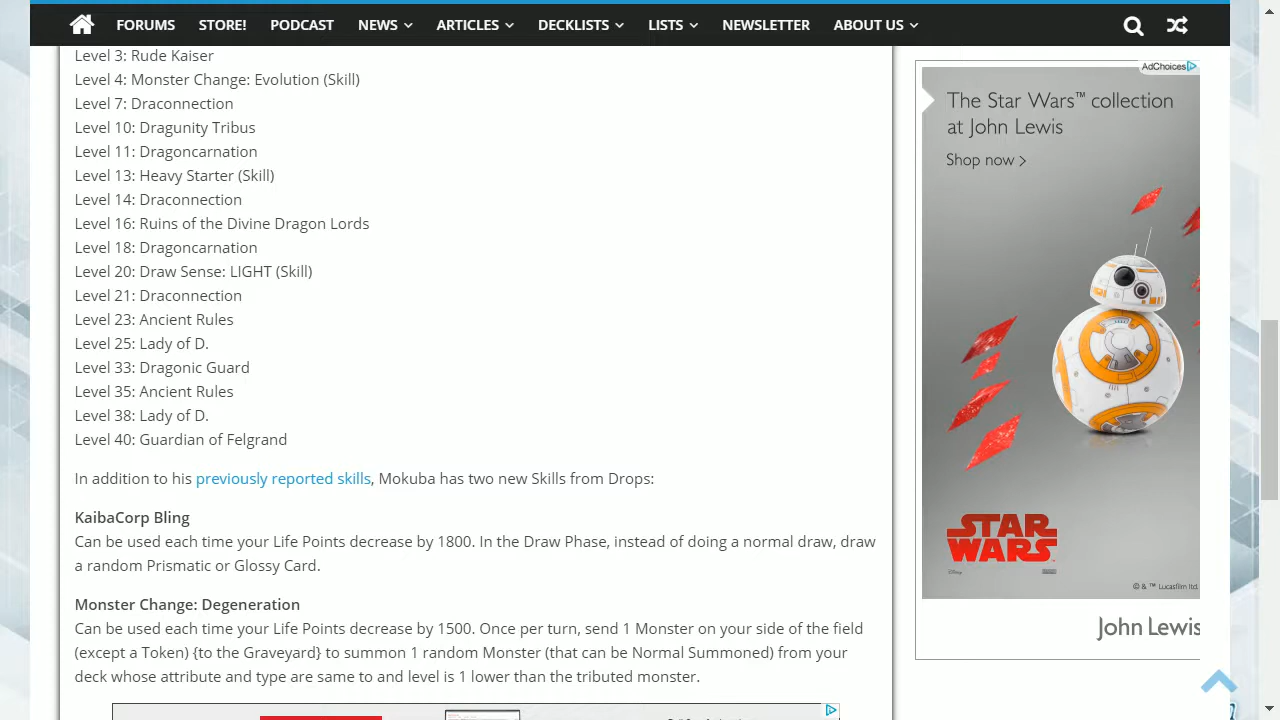 FORUMS STORE! PODCAST NEWS ARTICLES DECKLISTS LISTS NEWSLETTER ABOUT US
Level 3: Rude Kaiser
Level 4: Monster Change: Evolution (Skill)
Level 7: Draconnection
Level 10: Dragunity Tribus
Level 11: Dragoncarnation
Level 13: Heavy Starter (Skill)
Level 14: Draconnection
Level 16: Ruins of the Divine Dragon Lords
Level 18: Dragoncarnation
Level 20: Draw Sense: LIGHT (Skill)
Level 21: Draconnection
Level 23: Ancient Rules
Level 25: Lady of D.
Level 33: Dragonic Guard
Level 35: Ancient Rules
Level 38: Lady of D.
Level 40: Guardian of Felgrand
In addition to his previously reported skills, Mokuba has two new Skills from Drops:
KaibaCorp Bling
Can be used each time your Life Points decrease by 1800. In the Draw Phase, instead of doing a normal draw, draw
a random Prismatic or Glossy Card.
Monster Change: Degeneration
Can be used each time your Life Points decrease by 1500. Once per turn, send 1 Monster on your side of the field
(except a Token) {to the Graveyard} to summon 1 random Monster (that can be Normal Summoned) from your
deck whose attribute and type are same to and level is 1 lower than the tributed monster.
AdChoices
The Star Wars™ collection
at John Lewis
Shop now >
STAR
WARS
© & ™ Lucasfilm ltd.
John Lewis